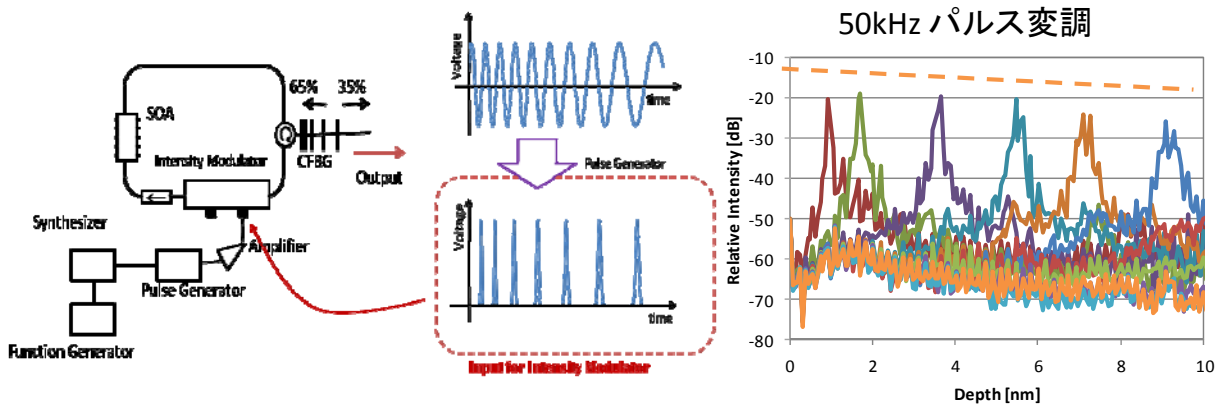 SOA
65%
35%
CFBG
Intensity Modulator
Output
Synthesizer
Amplifier
Pulse Generator
Function Generator
Voltage
time
Pulse Generator
Voltage
time
Input for Intensity Modulator
50kHz パルス変調
Relative Intensity [dB]
-10
-20
-30
-40
-50
-60
-70
-80
0 2 4 6 8 10
Depth [nm]